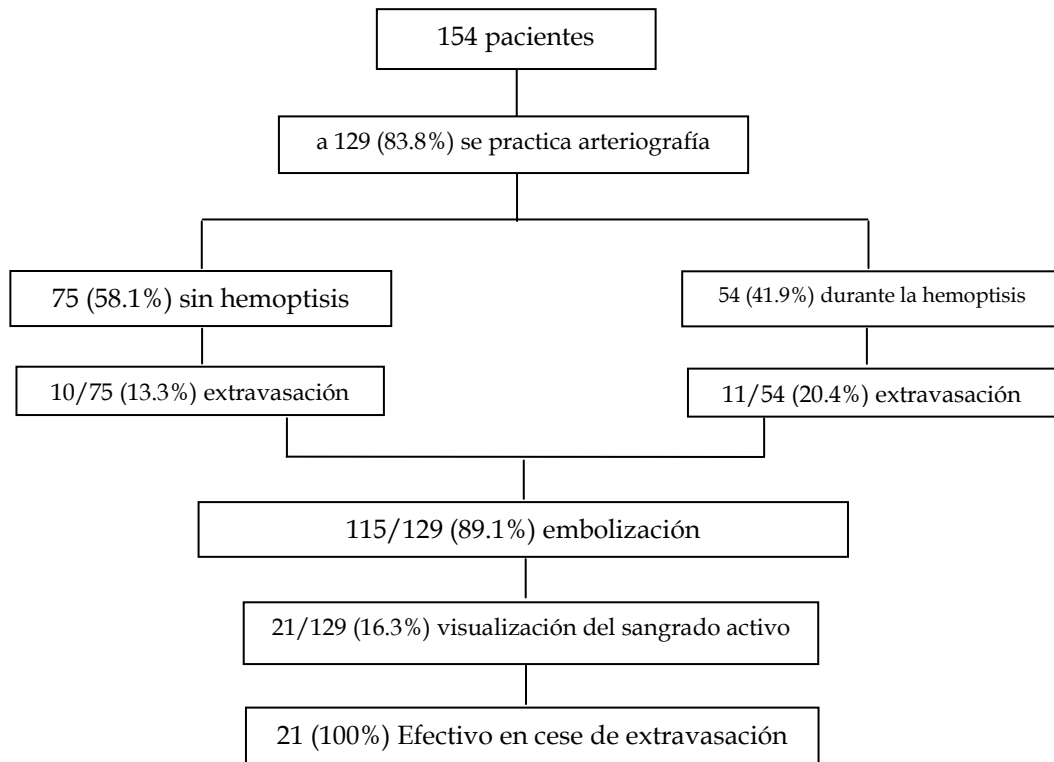 154 pacientes
a 129 (83.8%) se practica arteriografía
75 (58.1%) sin hemoptisis
54 (41.9%) durante la hemoptisis
10/75 (13.3%) extravasación
11/54 (20.4%) extravasación
115/129 (89.1%) embolización
21/129 (16.3%) visualización del sangrado activo
21 (100%) Efectivo en cese de extravasación